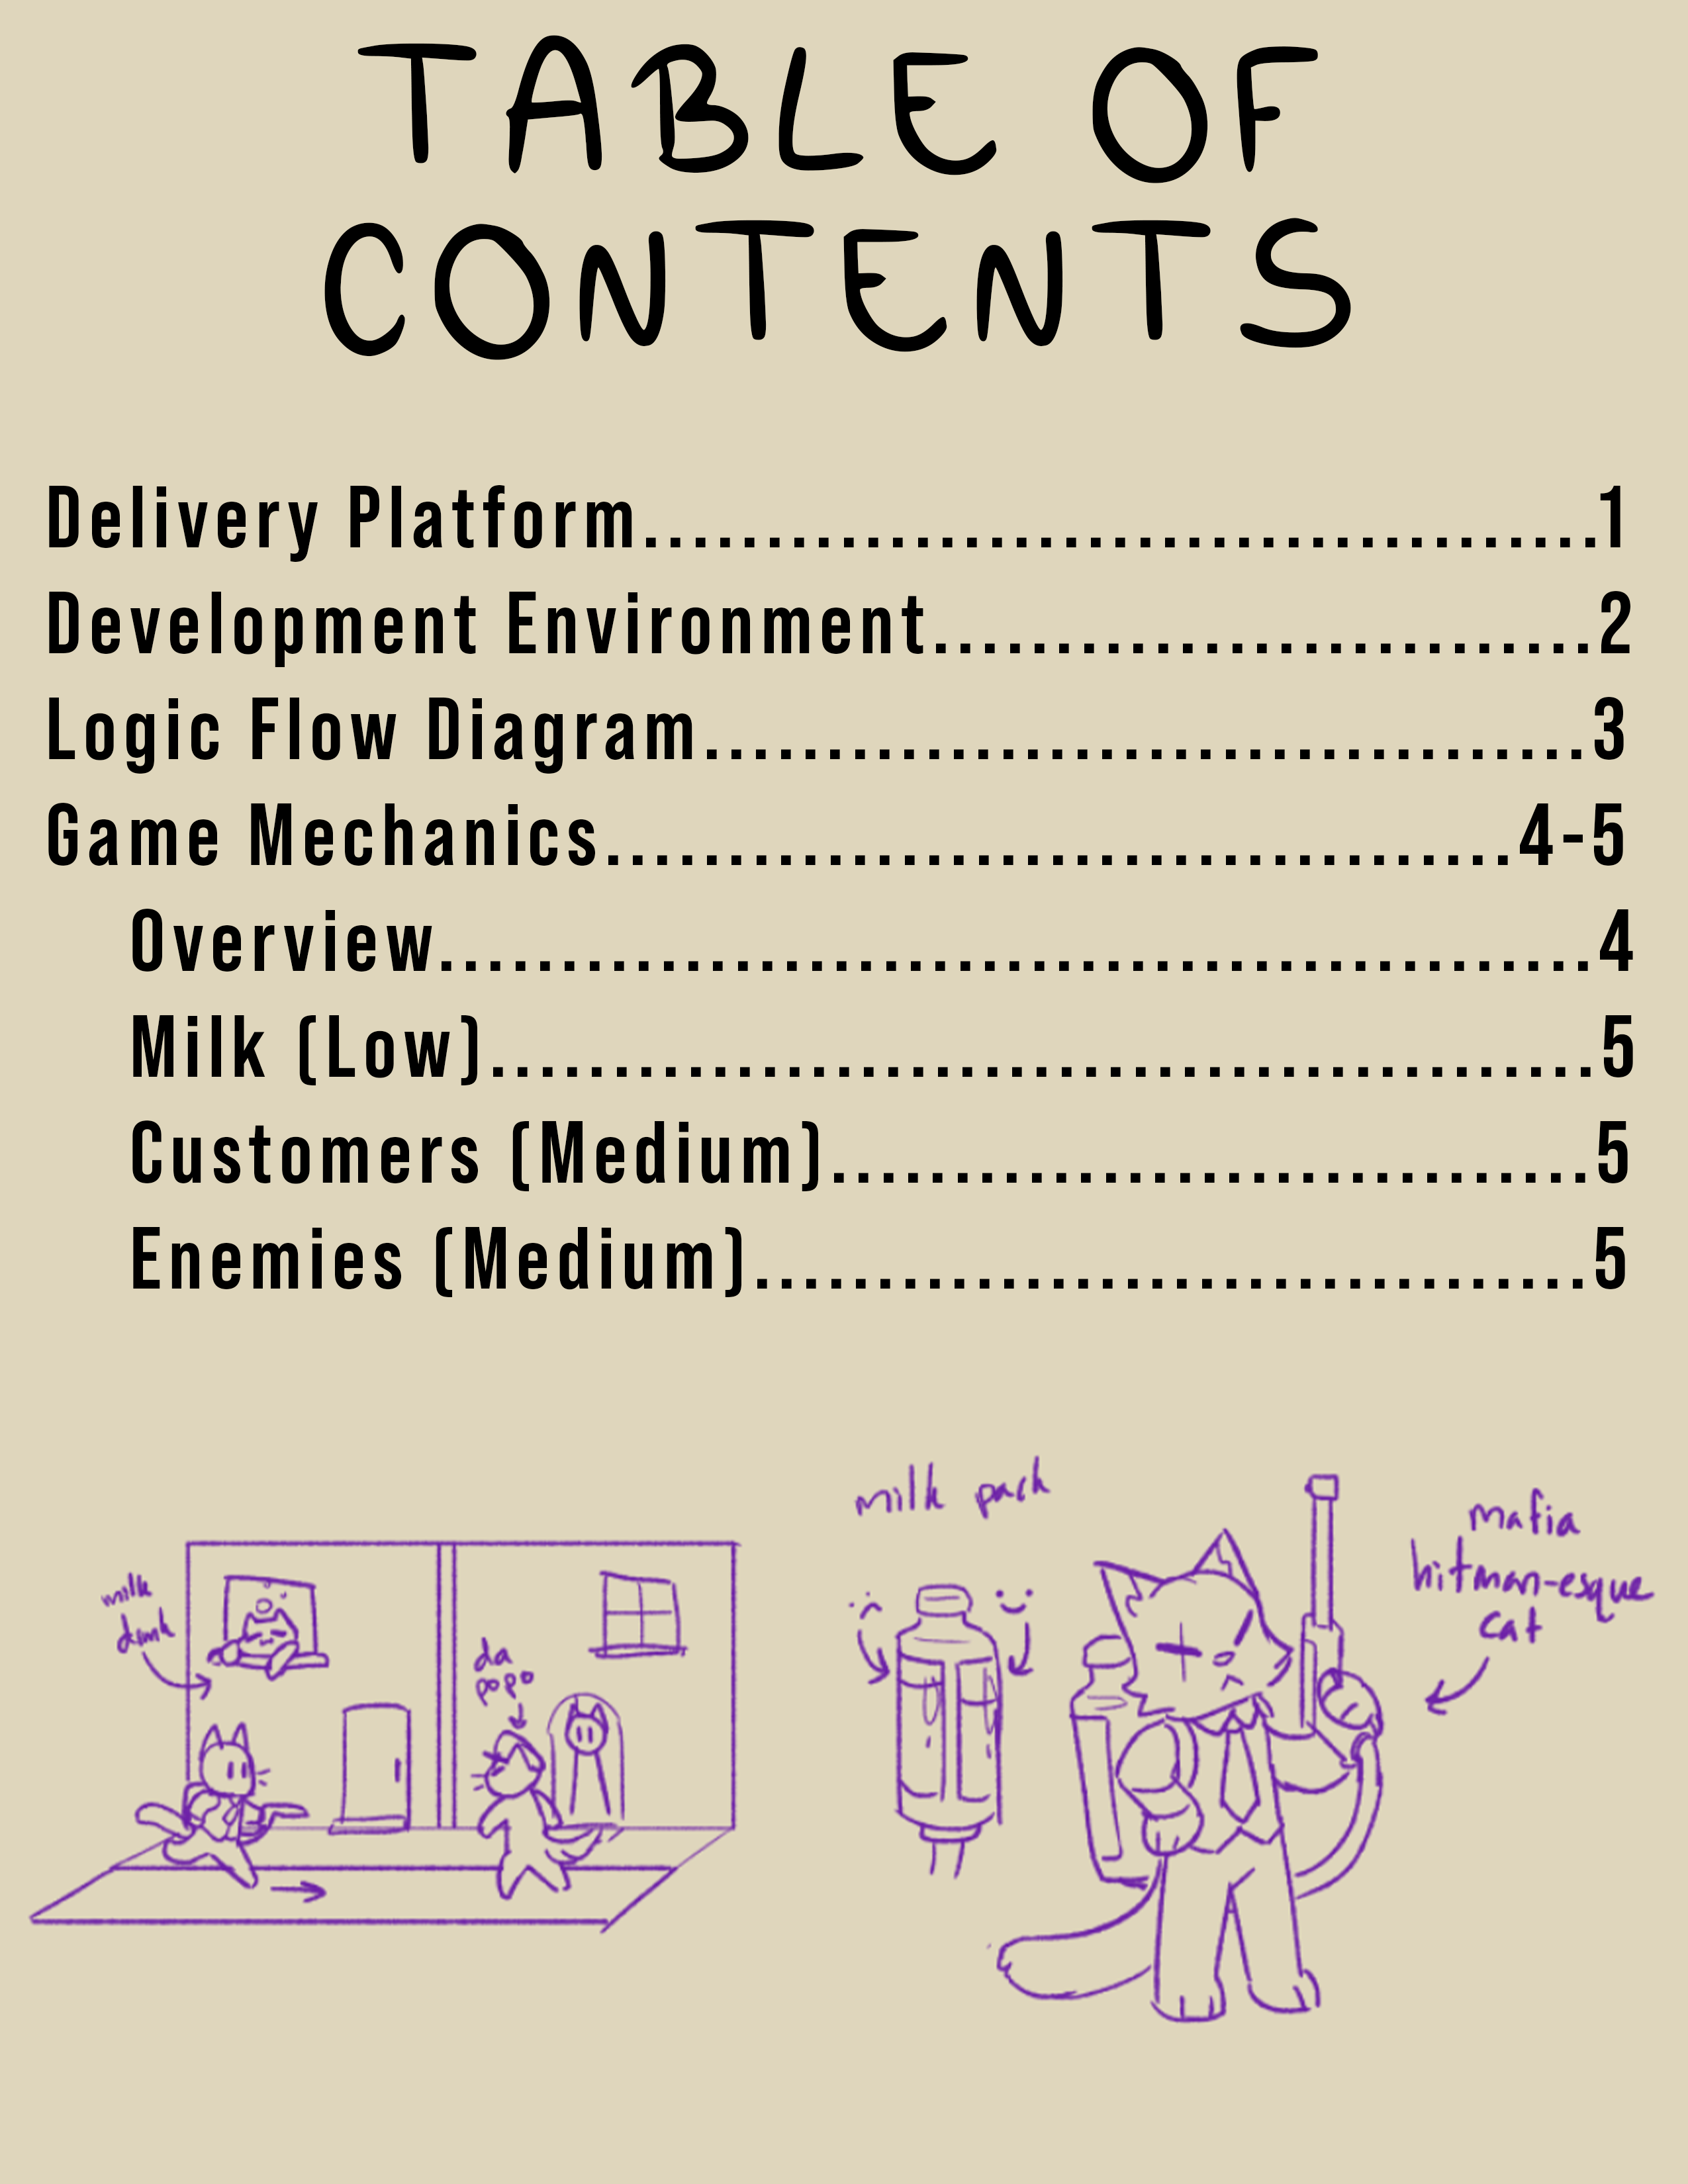 TABLE OF
CONTENTS
Delivery Platform.......................................1
Development Environment...........................2
Logic Flow Diagram....................................3
Game Mechanics.....................................4-5
Overview...............................................4
Milk (Low).............................................5
Customers (Medium)...............................5
Enemies (Medium)..................................5
milk pack
mafia
hitman-esque
cat
milk
da
popo